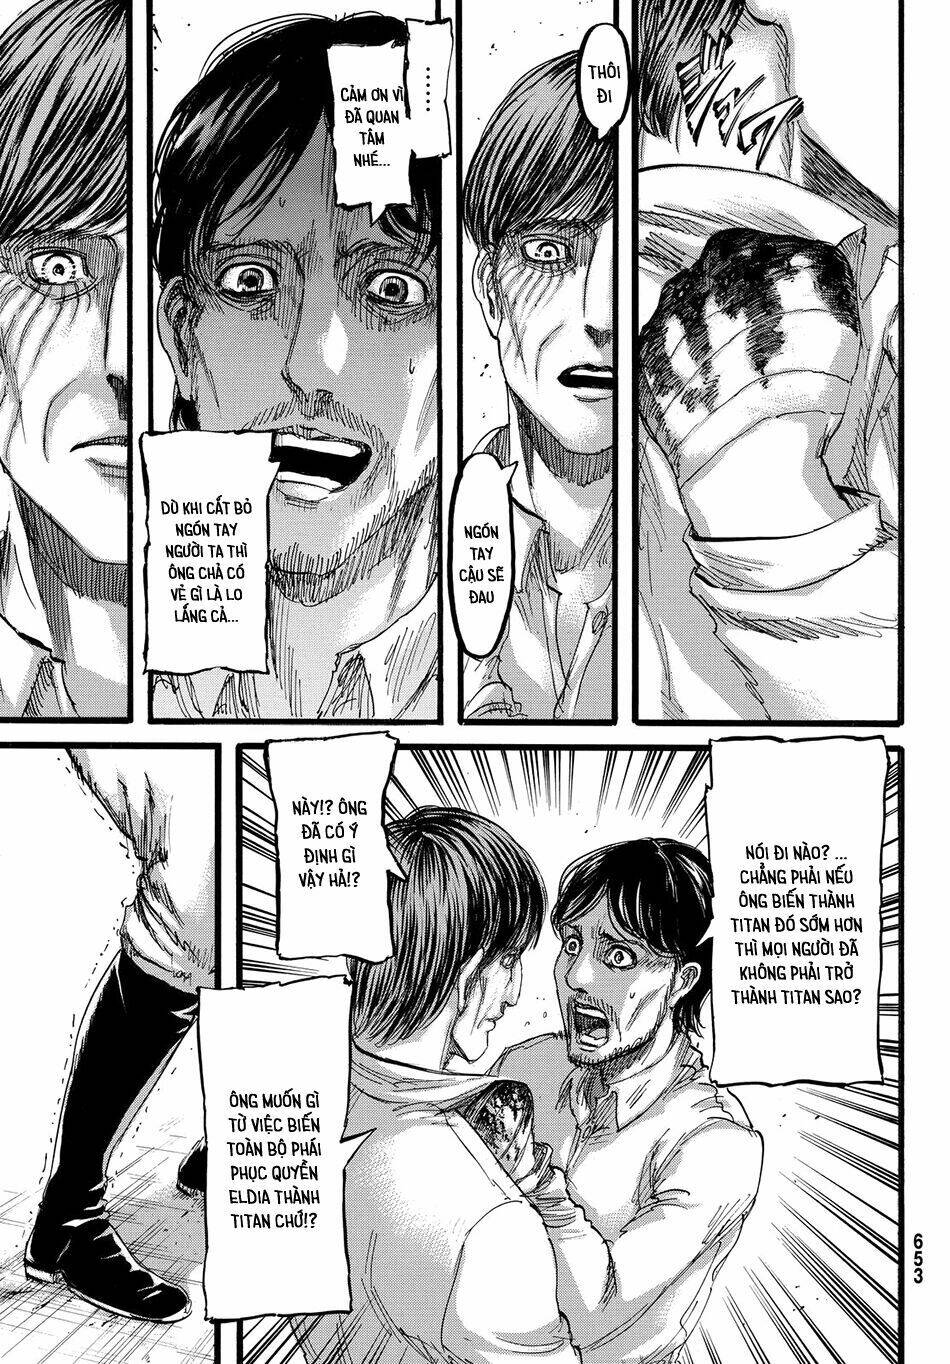 THÔI
ĐI
NGÓN
TAY
CẬU SẼ
ĐAU
......
CẢM ƠN VÌ
ĐÃ QUAN
TÂM
NHÉ...
DÙ KHI CẮT BỎ
NGÓN TAY
NGƯỜI TA THÌ
ÔNG CHẢ CÓ
VẺ GÌ LÀ LO
LẮNG CẢ...
NÓI ĐI NÀO? ...
CHẲNG PHẢI NẾU
ÔNG BIẾN THÀNH
TITAN ĐÓ SỚM HƠN
THÌ MỌI NGƯỜI ĐÃ
KHÔNG PHẢI TRỞ
THÀNH TITAN SAO?
NÀY!? ÔNG
ĐÃ CÓ Ý
ĐỊNH GÌ
VẬY HẢ!?
ÔNG MUỐN GÌ
TỪ VIỆC BIẾN
TOÀN BỘ PHÁI
PHỤC QUYỀN
ELDIA THÀNH
TITAN CHỨ!?
653